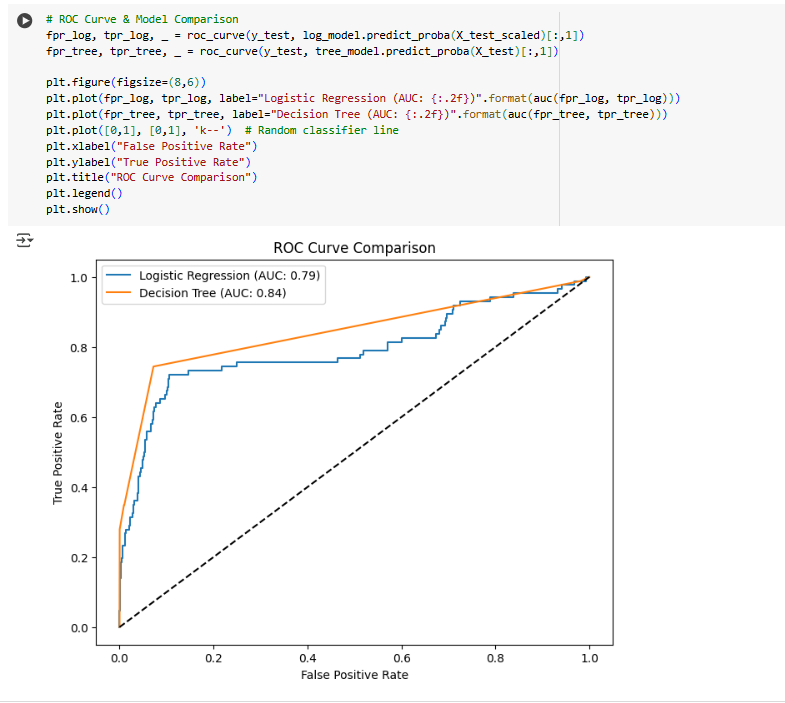 # ROC Curve & Model Comparison
fpr_log, tpr_log, _ = roc_curve(y_test, log_model.predict_proba(X_test_scaled)[:,1])
fpr_tree, tpr_tree, _ = roc_curve(y_test, tree_model.predict_proba(X_test)[:,1])
plt.figure(figsize=(8,6))
plt.plot(fpr_log, tpr_log, label="Logistic Regression (AUC: {:.2f})".format(auc(fpr_log, tpr_log)))
plt.plot(fpr_tree, tpr_tree, label="Decision Tree (AUC: {:.2f})".format(auc(fpr_tree, tpr_tree)))
plt.plot([0,1], [0,1], 'k--')  # Random classifier line
plt.xlabel("False Positive Rate")
plt.ylabel("True Positive Rate")
plt.title("ROC Curve Comparison")
plt.legend()
plt.show()
ROC Curve Comparison
Logistic Regression (AUC: 0.79)
Decision Tree (AUC: 0.84)
1.0
0.8
0.6
0.4
0.2
0.0
True Positive Rate
0.0 0.2 0.4 0.6 0.8 1.0
False Positive Rate